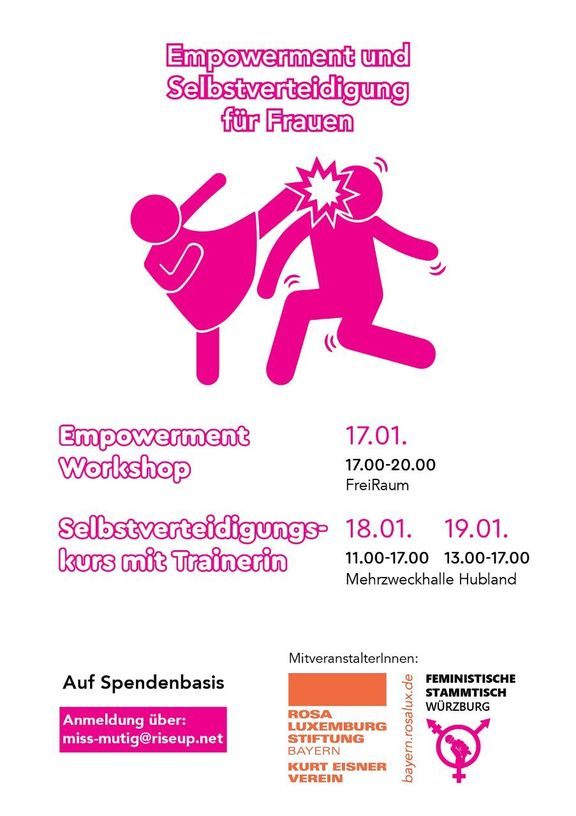 Empowerment und
Selbstverteidigung
für Frauen
Empowerment
Workshop
17.01.
17.00-20.00
FreiRaum
Selbstverteidigungs-
kurs mit Trainerin
18.01. 19.01.
11.00-17.00 13.00-17.00
Mehrzweckhalle Hubland
Auf Spendenbasis
Anmeldung über:
miss-mutig@riseup.net
MitveranstalterInnen:
ROSA
LUXEMBURG
STIFTUNG
BAYERN
KURT EISNER
VEREIN
bayern.rosalux.de
FEMINISTISCHE
STAMMTISCH
WÜRZBURG